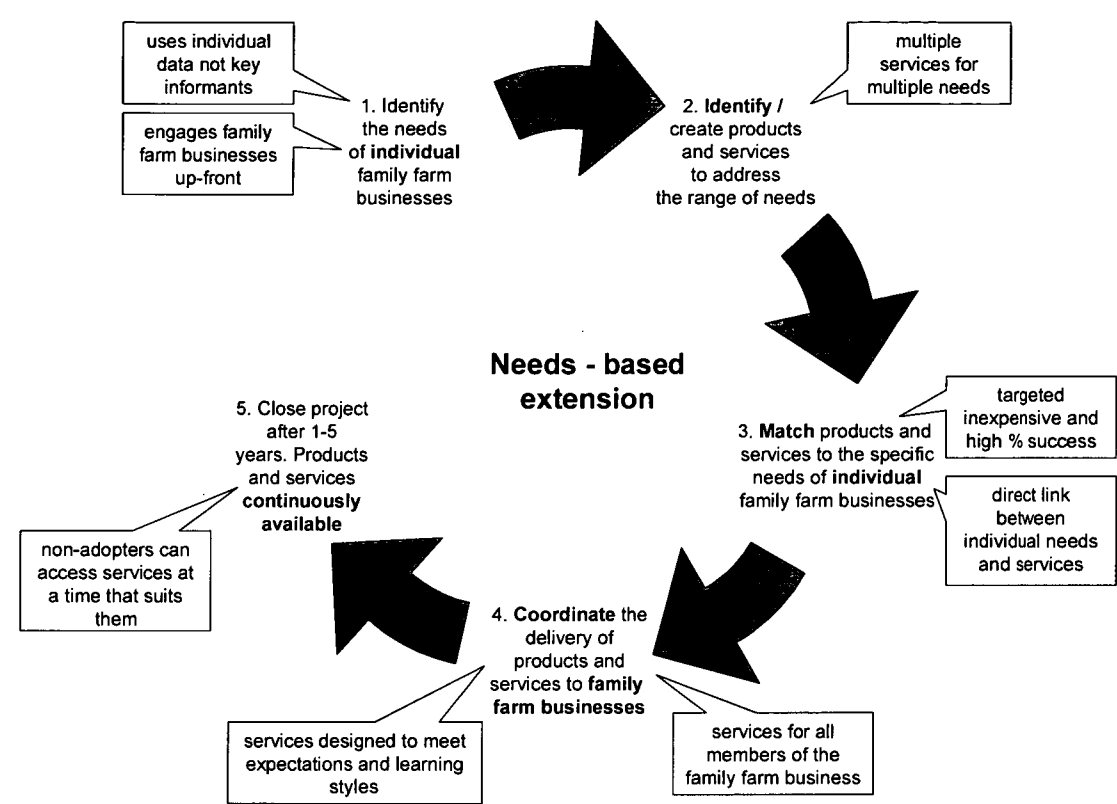 uses individual
data not key
informants
engages family
farm businesses
up-front
1. Identify
the needs
of individual
family farm
businesses
2. Identify /
create products
and services
to address
the range of needs
multiple
services for
multiple needs
Needs - based
extension
3. Match products and
services to the specific
needs of individual
family farm businesses
targeted
inexpensive and
high % success
direct link
between
individual needs
and services
4. Coordinate the
delivery of
products and
services to family
farm businesses
services for all
members of the
family farm business
services designed to meet
expectations and learning
styles
5. Close project
after 1-5
years. Products
and services
continuously
available
non-adopters can
access services at
a time that suits
them